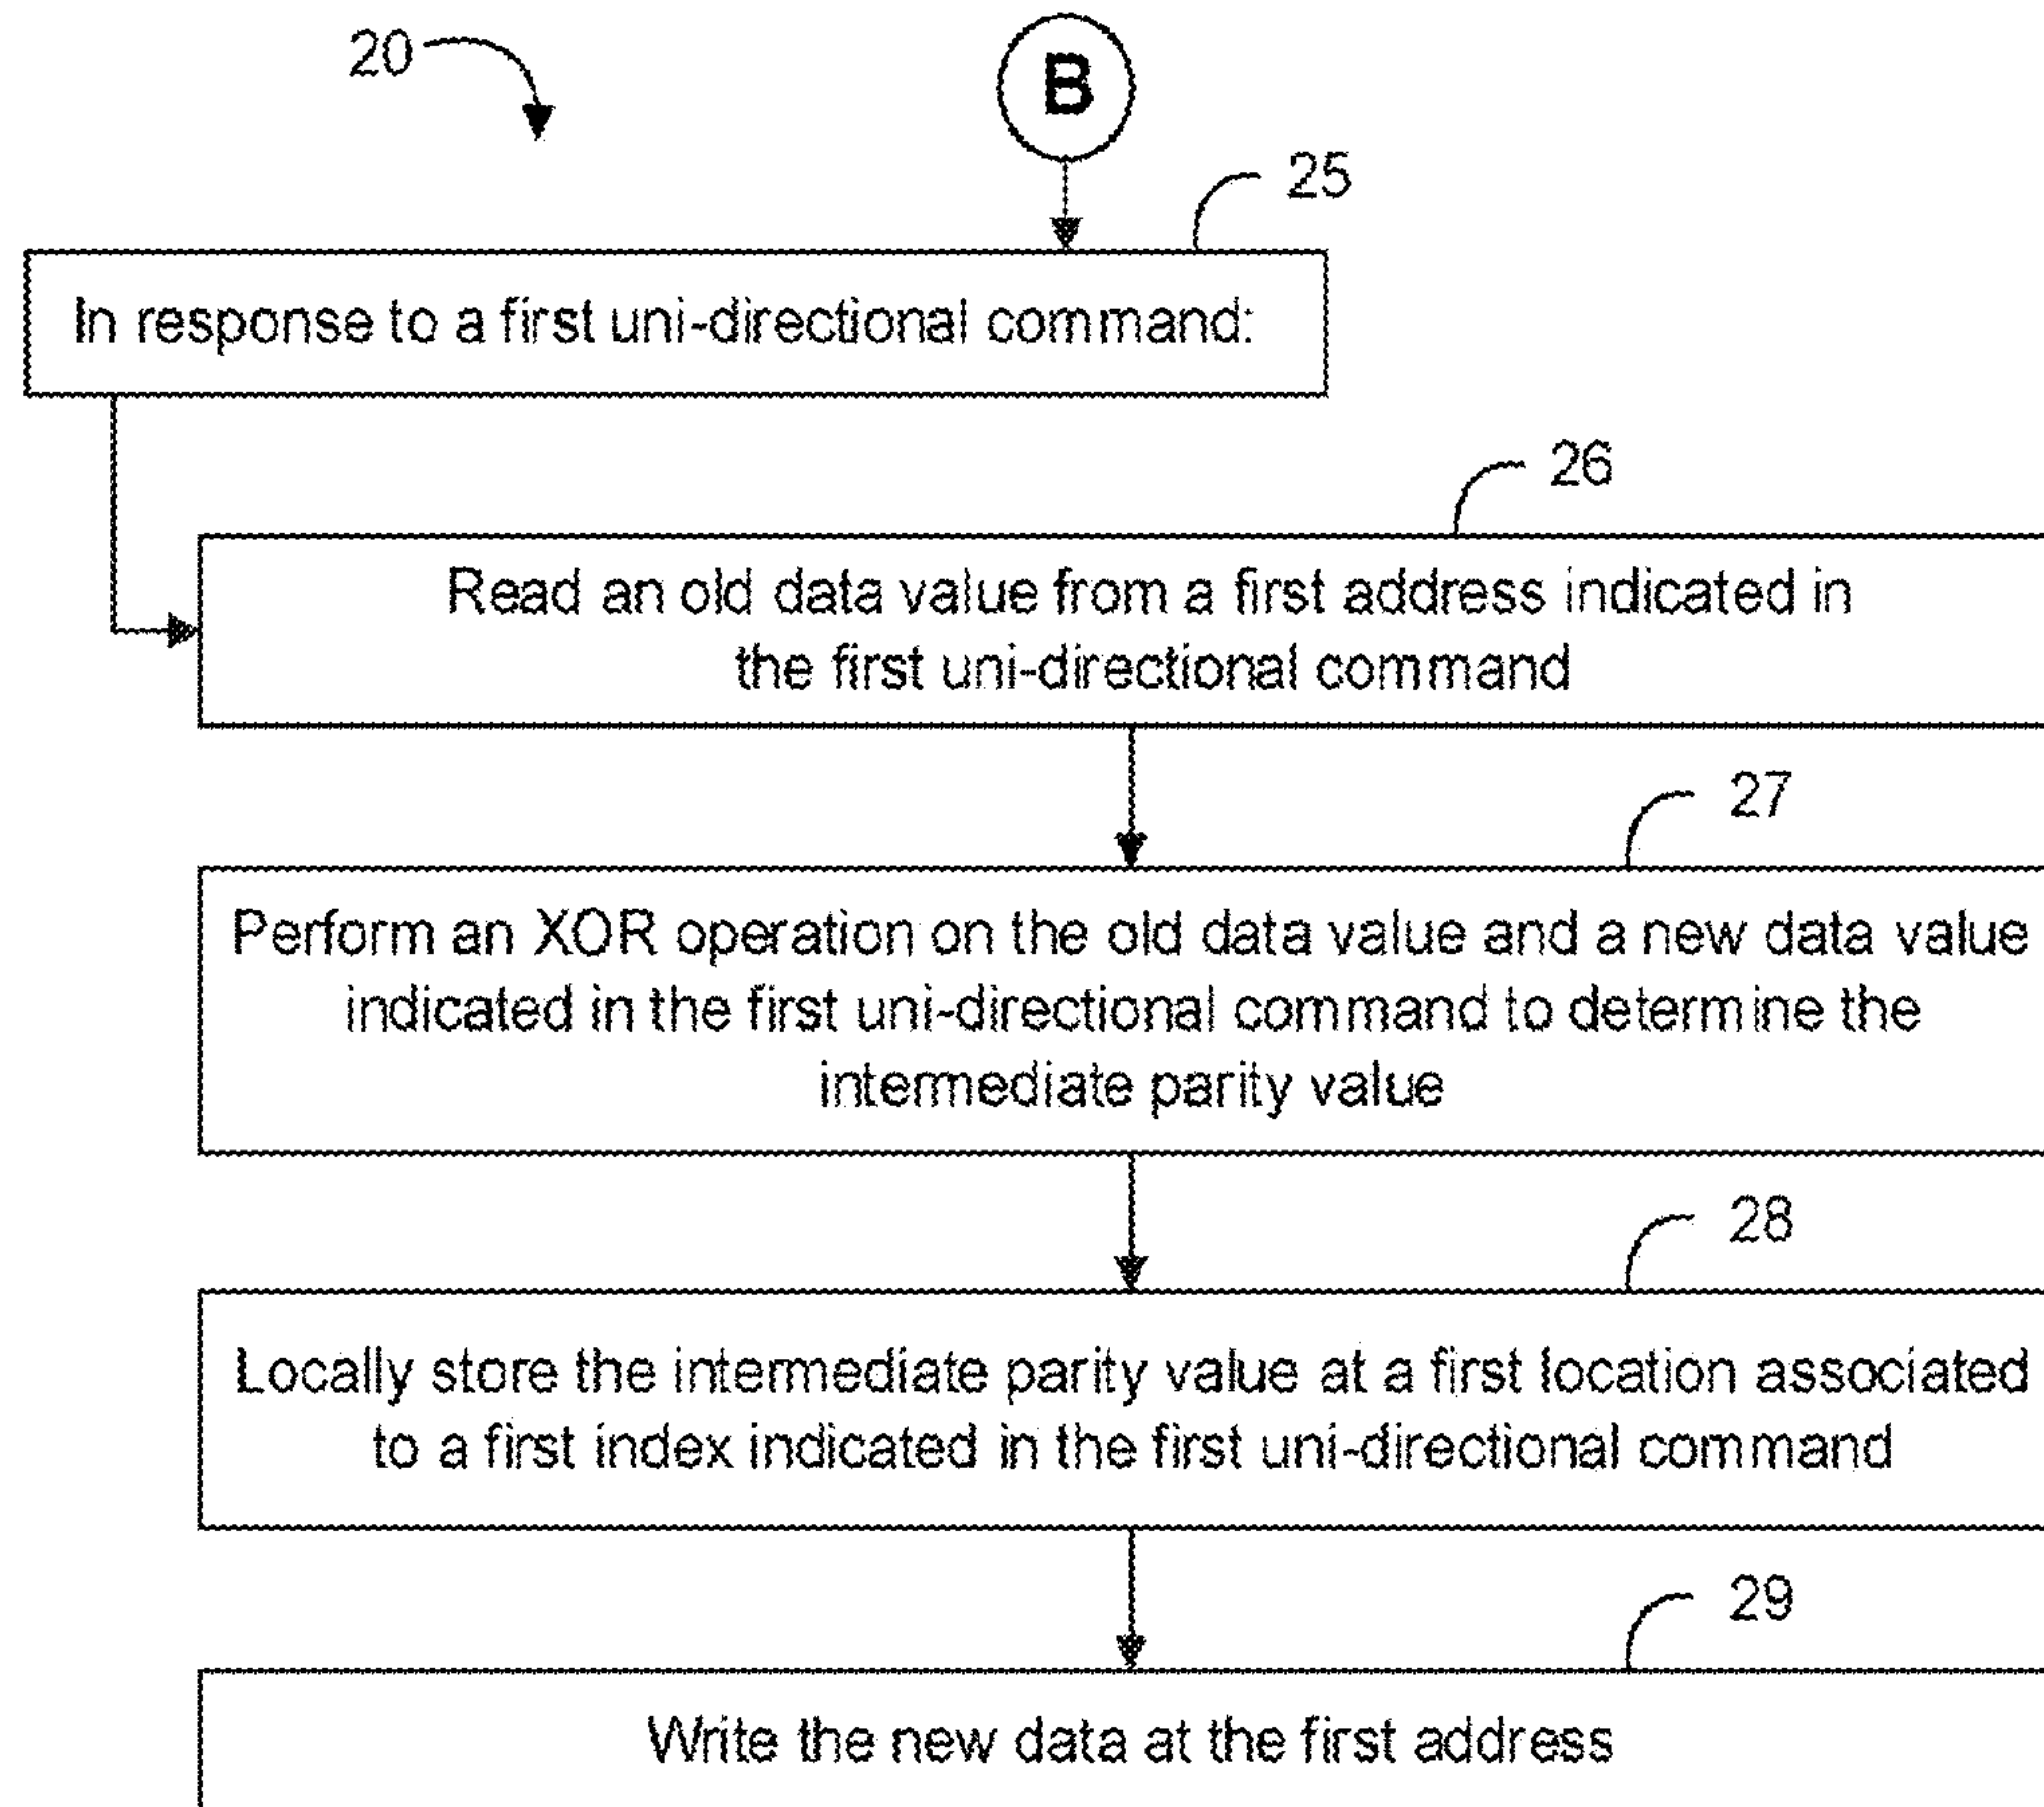 20
B
25
In response to a first uni-directional command:
26
Read an old data value from a first address indicated in
the first uni-directional command
27
Perform an XOR operation on the old data value and a new data value
indicated in the first uni-directional command to determine the
intermediate parity value
28
Locally store the intermediate parity value at a first location associated
to a first index indicated in the first uni-directional command
29
Write the new data at the first address